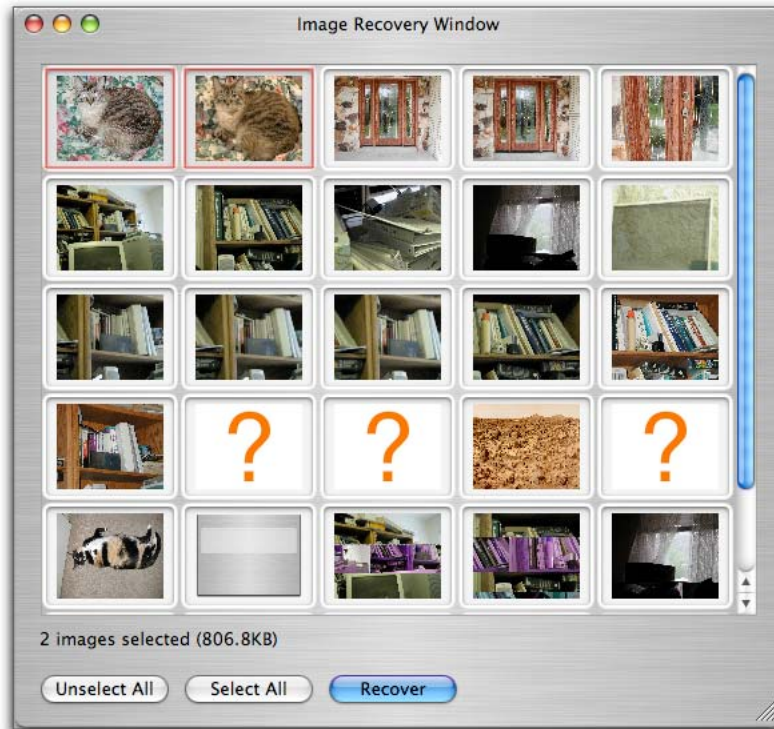 Image Recovery Window
?
?
?
2 images selected (806.8KB)
Unselect All
Select All
Recover